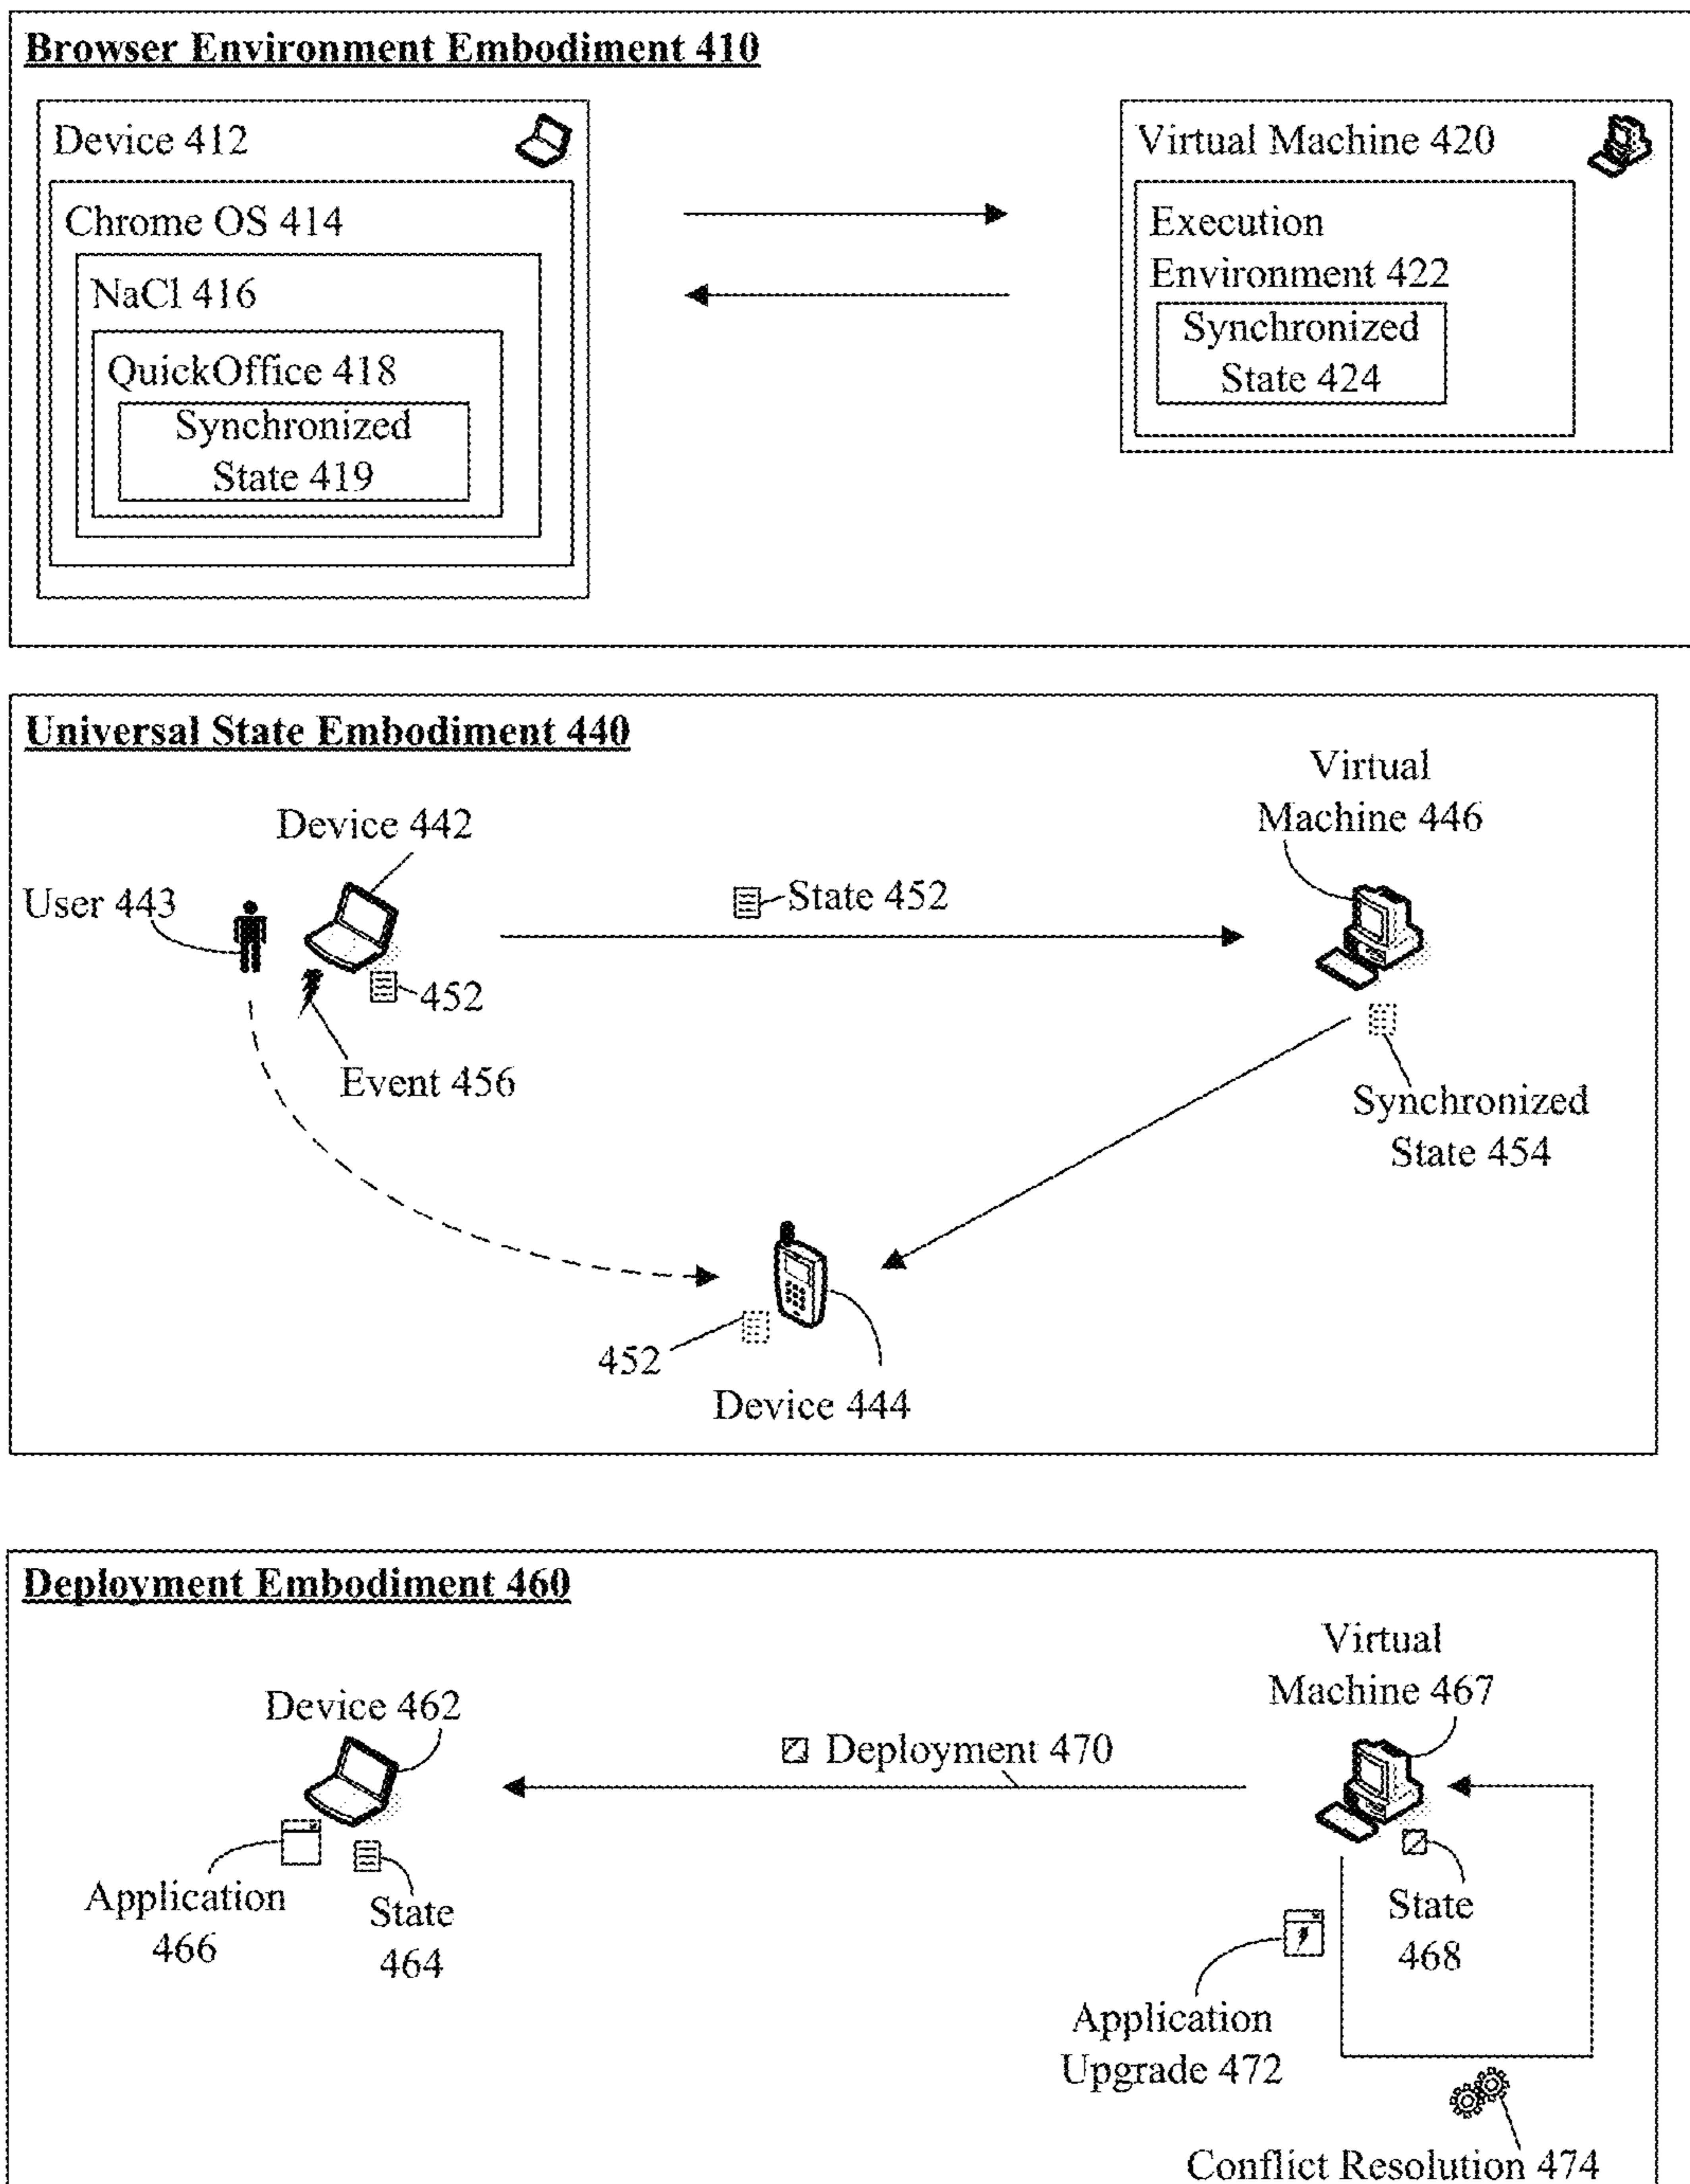 Browser Environment Embodiment 410
Device 412
Chrome OS 414
NaCl 416
QuickOffice 418
Synchronized
State 419
Virtual Machine 420
Execution
Environment 422
Synchronized
State 424
Universal State Embodiment 440
Device 442
User 443
452
Event 456
State 452
Virtual
Machine 446
Synchronized
State 454
452
Device 444
Deployment Embodiment 460
Device 462
Application
466
State
464
Deployment 470
Virtual
Machine 467
State
468
Application
Upgrade 472
Conflict Resolution 474